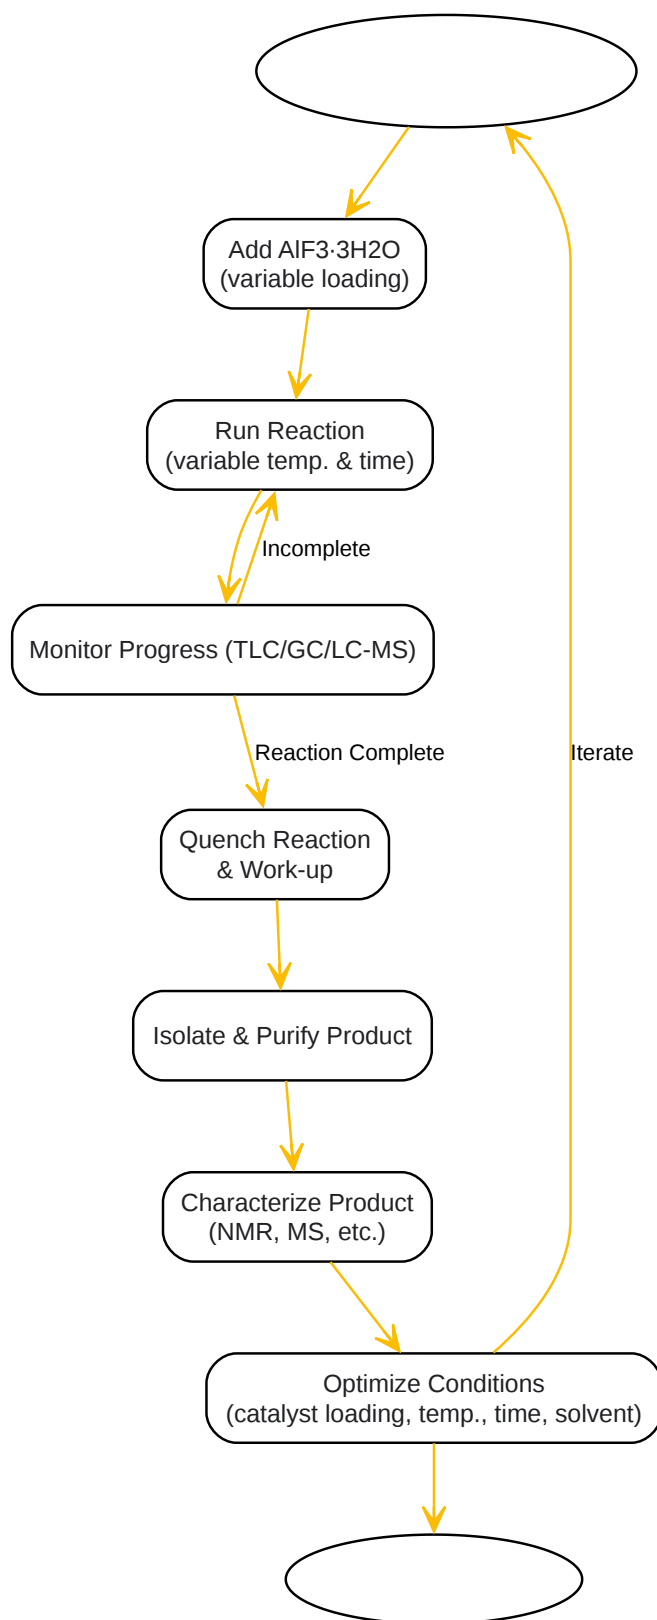 Add AlF3·3H2O
(variable loading)
Run Reaction
(variable temp. & time)
Incomplete
Monitor Progress (TLC/GC/LC-MS)
Reaction Complete
Iterate
Quench Reaction
& Work-up
Isolate & Purify Product
Characterize Product
(NMR, MS, etc.)
Optimize Conditions
(catalyst loading, temp., time, solvent)